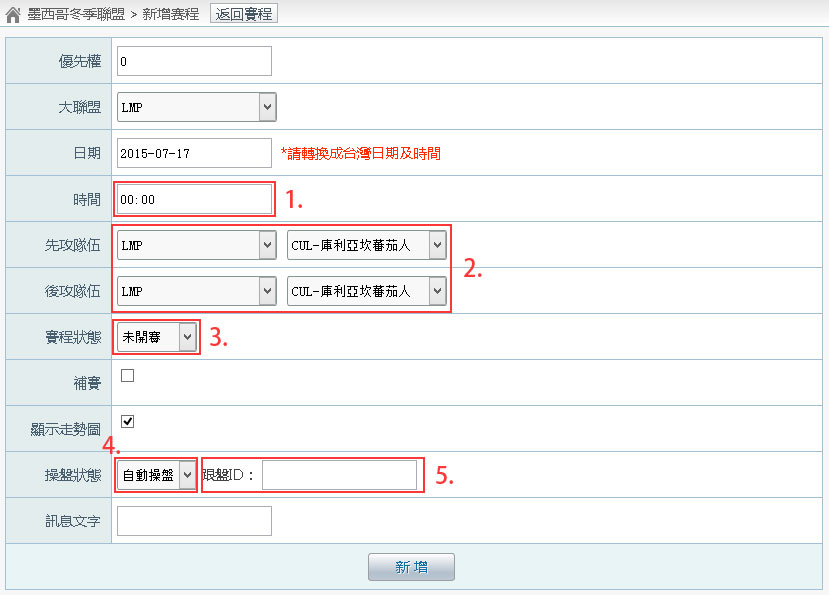 墨西哥冬季聯盟 > 新增賽程 返回賽程
優先權 0
大聯盟 LMP
日期 2015-07-17 *請轉換成台灣日期及時間
時間 00:00 1.
先攻隊伍 LMP CUL-庫利亞坎蕃茄人
2.
後攻隊伍 LMP CUL-庫利亞坎蕃茄人
賽程狀態 未開賽 3.
補賽
顯示走勢圖
4.
操盤狀態 自動操盤 跟盤ID： 5.
訊息文字
新增